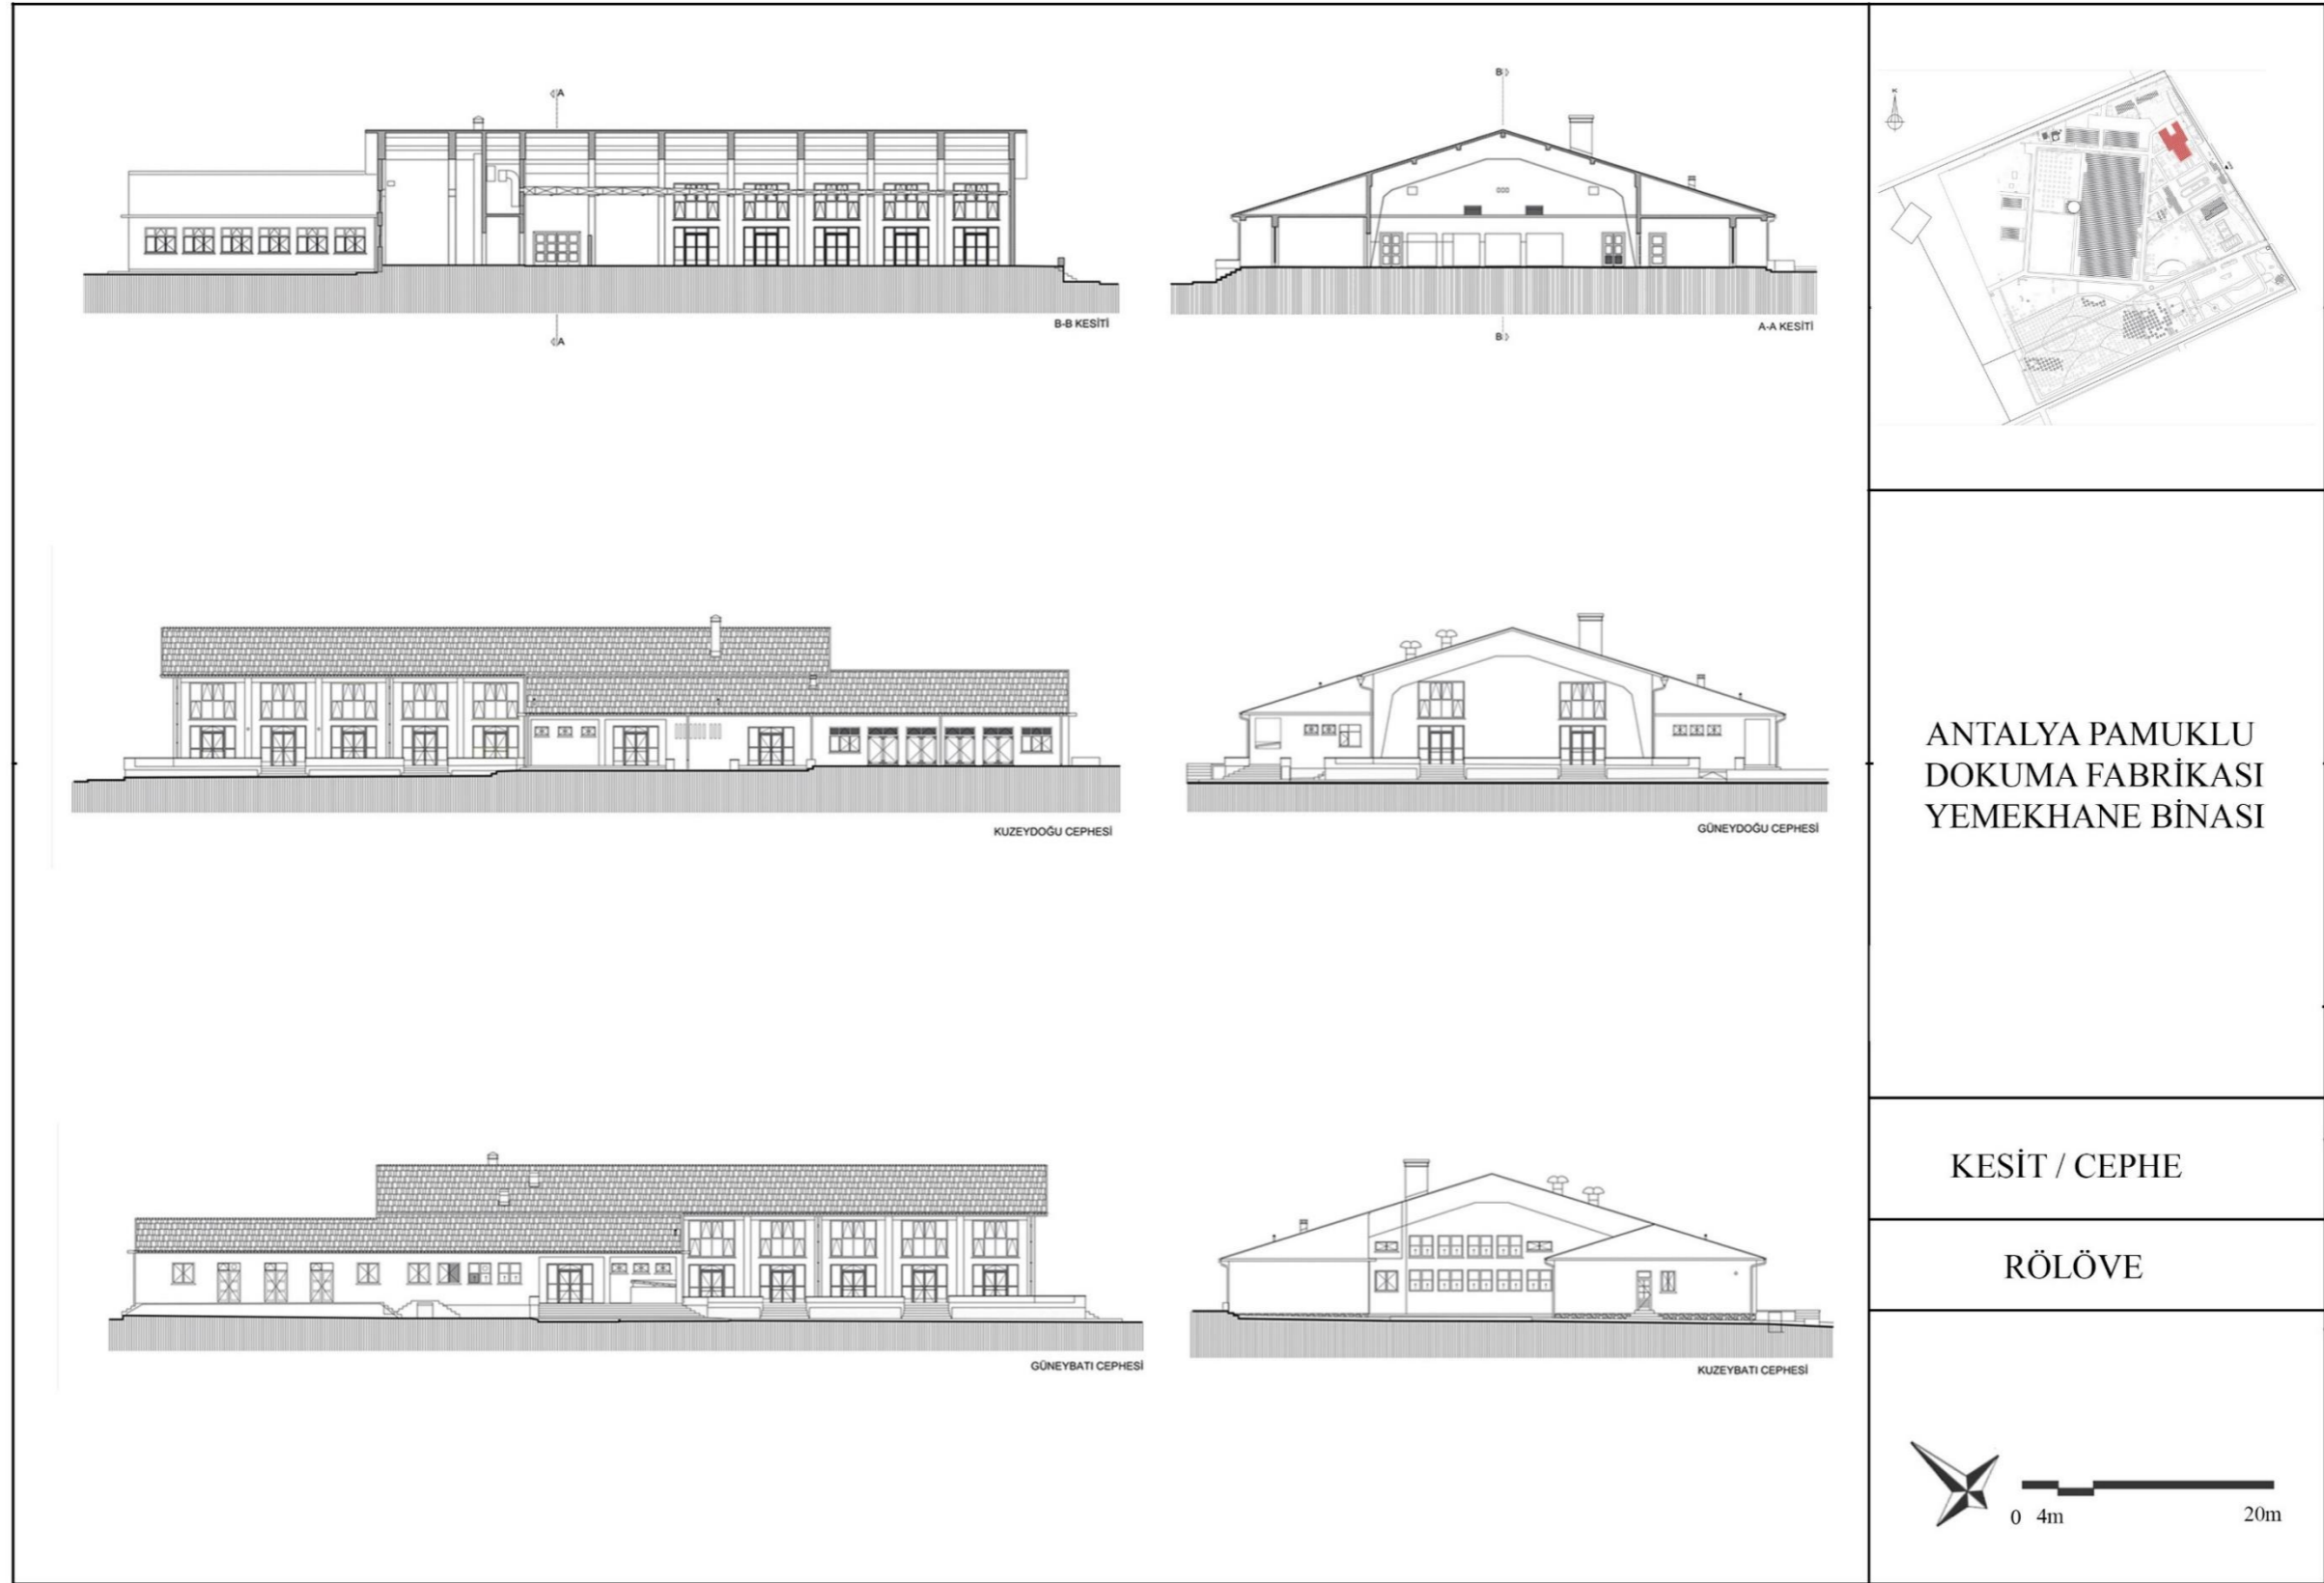 A
A
B-B KESİTİ
B
B
A-A KESİTİ
K
KUZEYDOĞU CEPHESİ
GÜNEYDOĞU CEPHESİ
GÜNEYBATI CEPHESİ
KUZEYBATI CEPHESİ
ANTALYA PAMUKLU
DOKUMA FABRİKASI
YEMEKHANE BİNASI
KESİT / CEPHE
RÖLÖVE
0 4m 20m